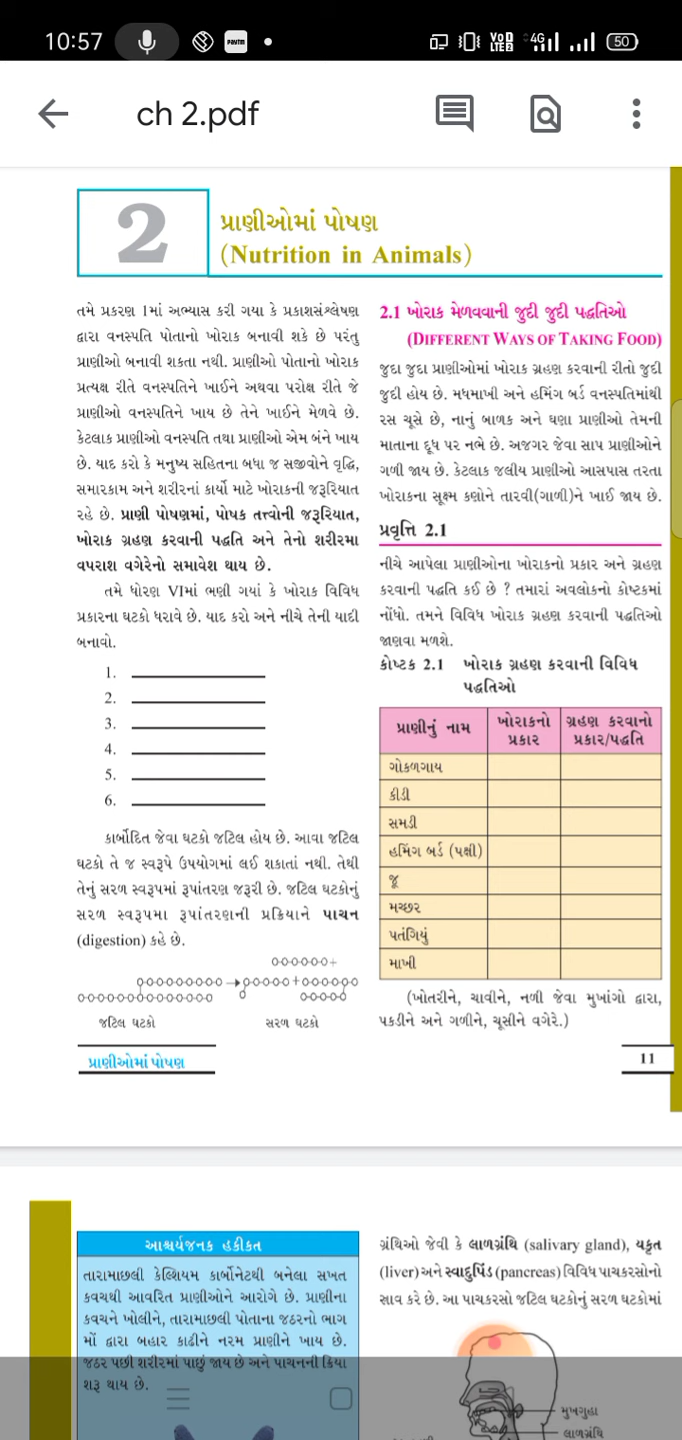 10:57
paytm
VoD LTE2
4G
50
ch 2.pdf
2
પ્રાણીઓમાં પોષણ
(Nutrition in Animals)
તમે પ્રકરણ 1માં અભ્યાસ કરી ગયા કે પ્રકાશસંશ્લેષણ
દ્વારા વનસ્પતિ પોતાનો ખોરાક બનાવી શકે છે પરંતુ
પ્રાણીઓ બનાવી શકતા નથી. પ્રાણીઓ પોતાનો ખોરાક
પ્રત્યક્ષ રીતે વનસ્પતિને ખાઈને અથવા પરોક્ષ રીતે જે
પ્રાણીઓ વનસ્પતિને ખાય છે તેને ખાઈને મેળવે છે.
કેટલાક પ્રાણીઓ વનસ્પતિ તથા પ્રાણીઓ એમ બંને ખાય
છે. યાદ કરો કે મનુષ્ય સહિતના બધા જ સજીવોને વૃદ્ધિ,
સમારકામ અને શરીરનાં કાર્યો માટે ખોરાકની જરૂરિયાત
રહે છે. પ્રાણી પોષણમાં, પોષક તત્ત્વોની જરૂરિયાત,
ખોરાક ગ્રહણ કરવાની પદ્ધતિ અને તેનો શરીરમા
વપરાશ વગેરેનો સમાવેશ થાય છે.
તમે ધોરણ VIમાં ભણી ગયાં કે ખોરાક વિવિધ
પ્રકારના ઘટકો ધરાવે છે. યાદ કરો અને નીચે તેની યાદી
બનાવો.
1.
2.
3.
4.
5.
6.
કાર્બોદિત જેવા ઘટકો જટિલ હોય છે. આવા જટિલ
ઘટકો તે જ સ્વરૂપે ઉપયોગમાં લઈ શકાતાં નથી. તેથી
તેનું સરળ સ્વરૂપમાં રૂપાંતરણ જરૂરી છે. જટિલ ઘટકોનું
સરળ સ્વરૂપમા રૂપાંતરણની પ્રક્રિયાને પાચન
(digestion) કહે છે.
જટિલ ઘટકો
સરળ ઘટકો
પ્રાણીઓમાં પોષણ
2.1 ખોરાક મેળવવાની જુદી જુદી પદ્ધતિઓ
(DIFFERENT WAYS OF TAKING FOOD)
જુદા જુદા પ્રાણીઓમાં ખોરાક ગ્રહણ કરવાની રીતો જુદી
જુદી હોય છે. મધમાખી અને હમિંગ બર્ડ વનસ્પતિમાંથી
રસ ચૂસે છે, નાનું બાળક અને ઘણા પ્રાણીઓ તેમની
માતાના દૂધ પર નભે છે. અજગર જેવા સાપ પ્રાણીઓને
ગળી જાય છે. કેટલાક જલીય પ્રાણીઓ આસપાસ તરતા
ખોરાકના સૂક્ષ્મ કણોને તારવી(ગાળી)ને ખાઈ જાય છે.
પ્રવૃત્તિ 2.1
નીચે આપેલા પ્રાણીઓના ખોરાકનો પ્રકાર અને ગ્રહણ
કરવાની પદ્ધતિ કઈ છે ? તમારાં અવલોકનો કોષ્ટકમાં
નોંધો. તમને વિવિધ ખોરાક ગ્રહણ કરવાની પદ્ધતિઓ
જાણવા મળશે.
કોષ્ટક 2.1 ખોરાક ગ્રહણ કરવાની વિવિધ
પદ્ધતિઓ
પ્રાણીનું નામ
ખોરાકનો
પ્રકાર
ગ્રહણ કરવાનો
પ્રકાર/પદ્ધતિ
ગોકળગાય
કીડી
સમડી
હમિંગ બર્ડ (પક્ષી)
જૂ
મચ્છર
પતંગિયું
માખી
(ખોતરીને, ચાવીને, નળી જેવા મુખાંગો દ્વારા,
પકડીને અને ગળીને, ચૂસીને વગેરે.)
11
આશ્ચર્યજનક હકીકત
તારામાછલી કેલ્શિયમ કાર્બોનેટથી બનેલા સખત
કવચથી આવરિત પ્રાણીઓને આરોગે છે. પ્રાણીના
કવચને ખોલીને, તારામાછલી પોતાના જઠરનો ભાગ
મોં દ્વારા બહાર કાઢીને નરમ પ્રાણીને ખાય છે.
જઠર પછી શરીરમાં પાછું જાય છે અને પાચનની ક્રિયા
શરૂ થાય છે.
ગ્રંથિઓ જેવી કે લાળગ્રંથિ (salivary gland), યકૃત
(liver) અને સ્વાદુપિંડ (pancreas) વિવિધ પાચકરસોનો
સ્રાવ કરે છે. આ પાચકરસો જટિલ ઘટકોનું સરળ ઘટકોમાં
મુખગુહા
લાળગ્રંથિ